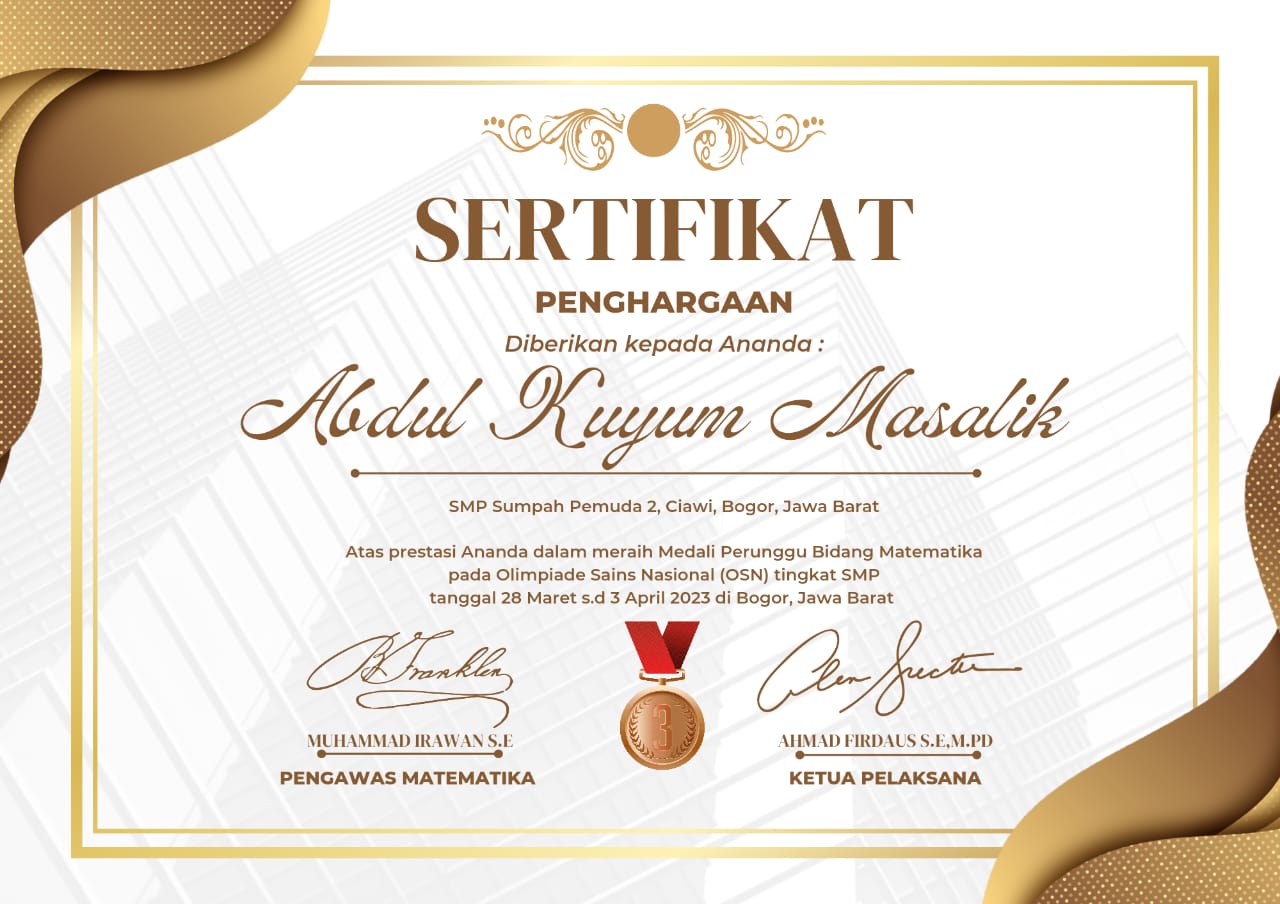 SERTIFIKAT
PENGHARGAAN
Diberikan kepada Ananda :
Abdul Kuyum Masalik
SMP Sumpah Pemuda 2, Ciawi, Bogor, Jawa Barat
Atas prestasi Ananda dalam meraih Medali Perunggu Bidang Matematika
pada Olimpiade Sains Nasional (OSN) tingkat SMP
tanggal 28 Maret s.d 3 April 2023 di Bogor, Jawa Barat
B Franklen
3
MUHAMMAD IRAWAN S.E
AHMAD FIRDAUS S.E,M.PD
PENGAWAS MATEMATIKA
KETUA PELAKSANA